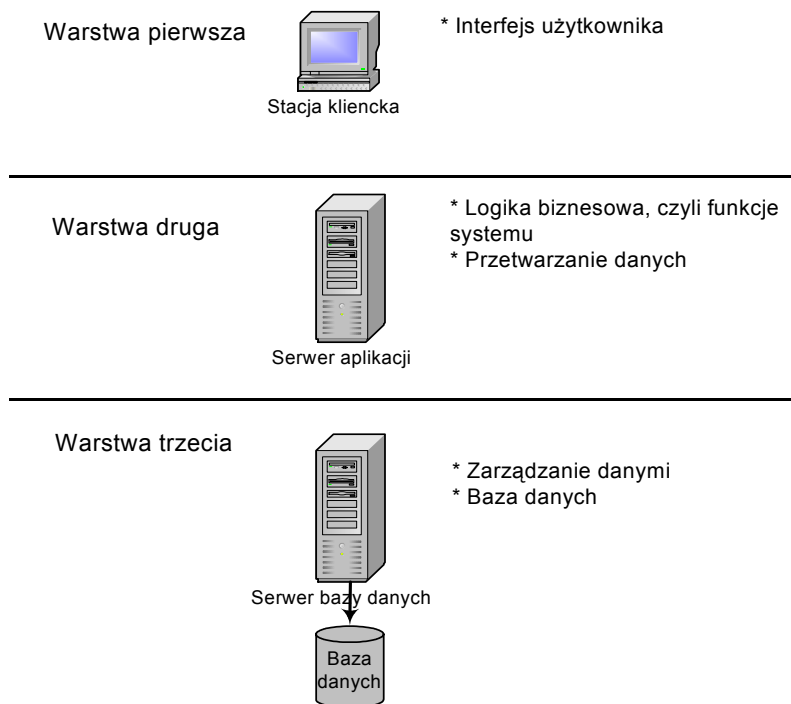 Warstwa pierwsza
* Interfejs użytkownika
Stacja kliencka
Warstwa druga
* Logika biznesowa, czyli funkcje
systemu
* Przetwarzanie danych
Serwer aplikacji
Warstwa trzecia
* Zarządzanie danymi
* Baza danych
Serwer bazy danych
Baza
danych